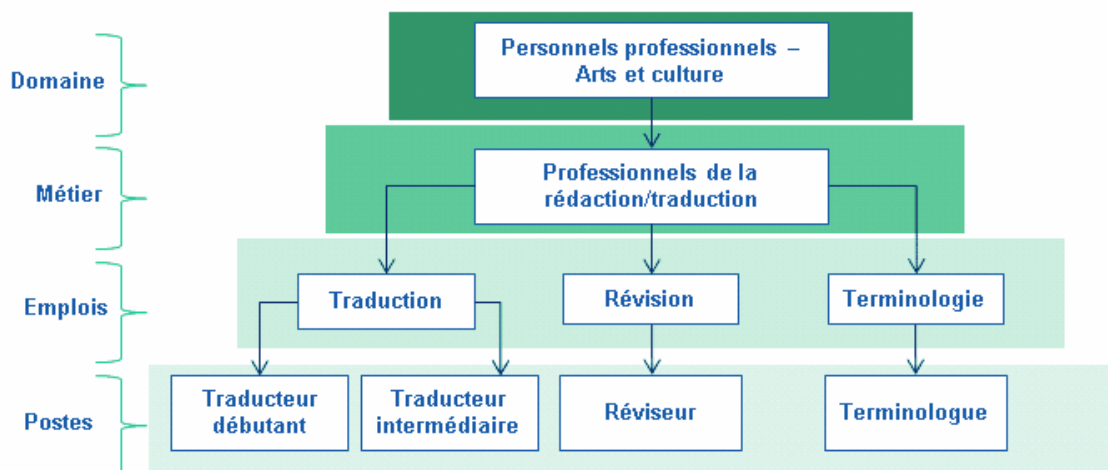 Domaine
Personnels professionnels –
Arts et culture
Métier
Professionnels de la
rédaction/traduction
Emplois
Traduction
Révision
Terminologie
Postes
Traducteur
débutant
Traducteur
intermédiaire
Réviseur
Terminologue